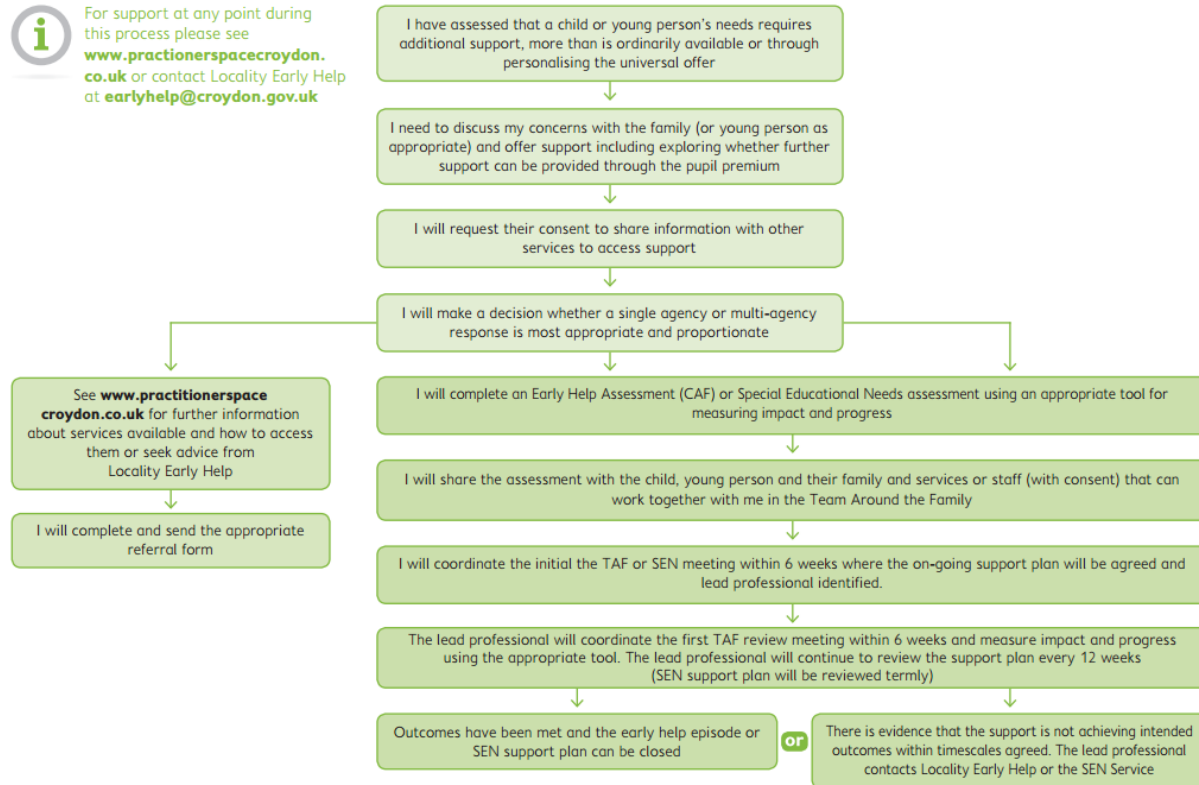 For support at any point during
this process please see
www.practionerspacecroydon.
co.uk or contact Locality Early Help
at earlyhelp@croydon.gov.uk
I have assessed that a child or young person's needs requires
additional support, more than is ordinarily available or through
personalising the universal offer
I need to discuss my concerns with the family (or young person as
appropriate) and offer support including exploring whether further
support can be provided through the pupil premium
I will request their consent to share information with other
services to access support
I will make a decision whether a single agency or multi-agency
response is most appropriate and proportionate
See www.practitionerspace
croydon.co.uk for further information
about services available and how to access
them or seek advice from
Locality Early Help
I will complete and send the appropriate
referral form
I will complete an Early Help Assessment (CAF) or Special Educational Needs assessment using an appropriate tool for
measuring impact and progress
I will share the assessment with the child, young person and their family and services or staff (with consent) that can
work together with me in the Team Around the Family
I will coordinate the initial the TAF or SEN meeting within 6 weeks where the on-going support plan will be agreed and
lead professional identified.
The lead professional will coordinate the first TAF review meeting within 6 weeks and measure impact and progress
using the appropriate tool. The lead professional will continue to review the support plan every 12 weeks
(SEN support plan will be reviewed termly)
Outcomes have been met and the early help episode or
SEN support plan can be closed
or
There is evidence that the support is not achieving intended
outcomes within timescales agreed. The lead professional
contacts Locality Early Help or the SEN Service